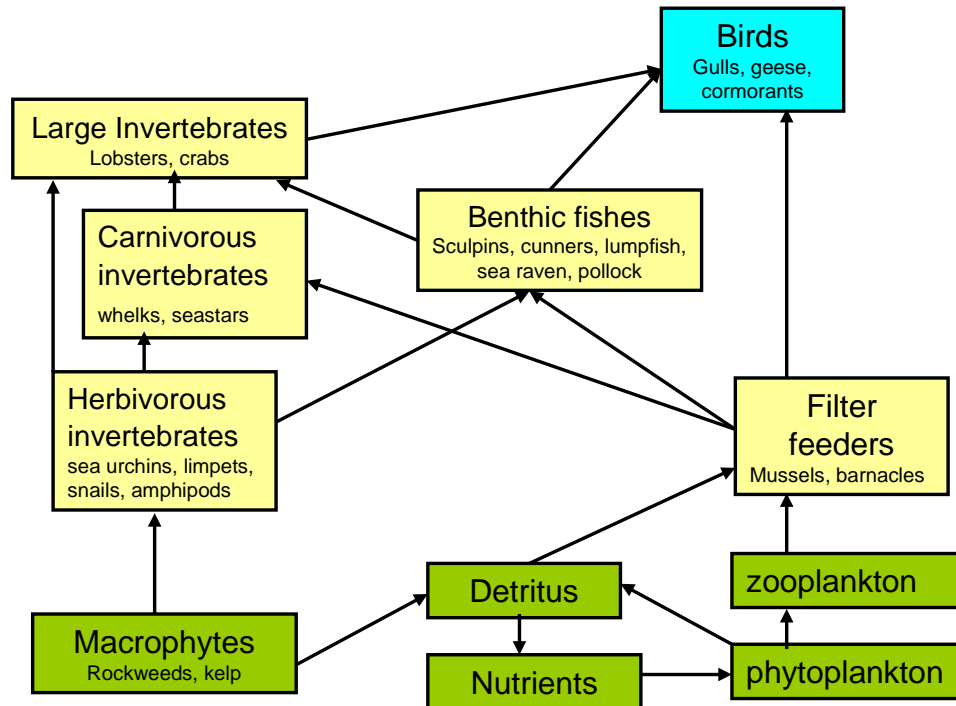 Birds
Gulls, geese,
cormorants
Large Invertebrates
Lobsters, crabs
Benthic fishes
Sculpins, cunners, lumpfish,
sea raven, pollock
Carnivorous
invertebrates
whelks, seastars
Herbivorous
invertebrates
sea urchins, limpets,
snails, amphipods
Filter
feeders
Mussels, barnacles
Detritus
zooplankton
Macrophytes
Rockweeds, kelp
Nutrients
phytoplankton